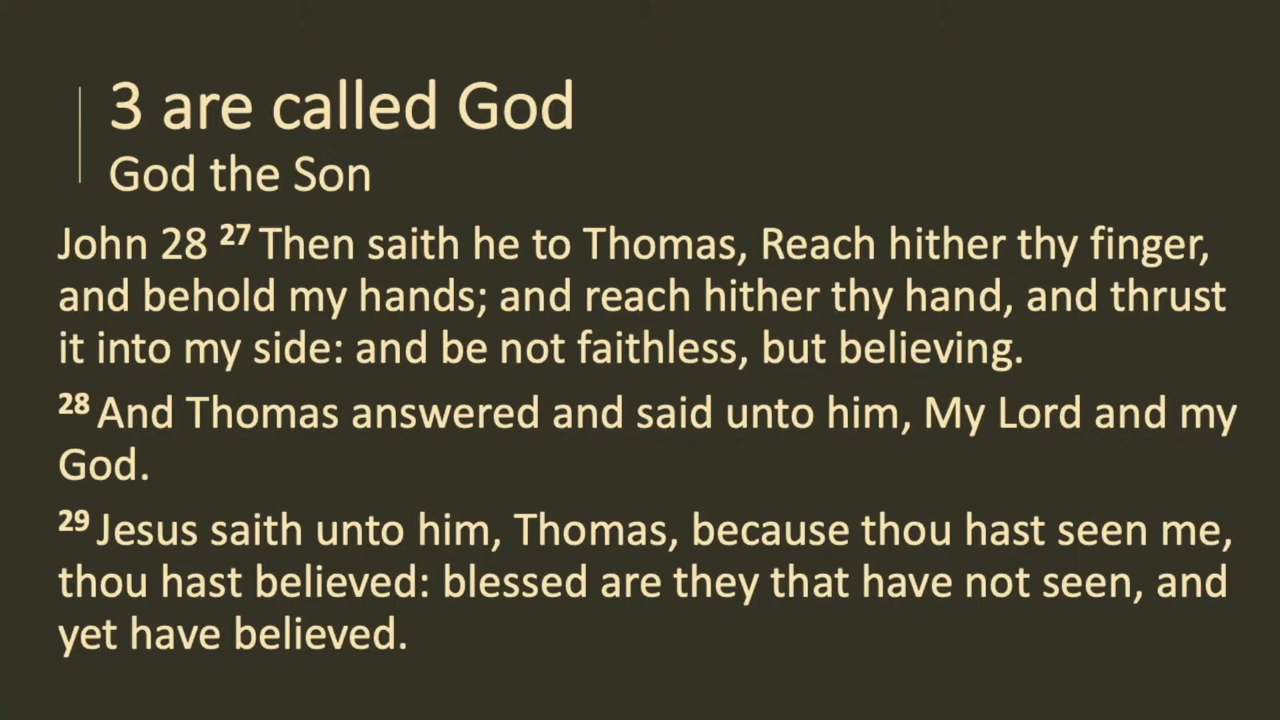 3 are called God
God the Son
John 28 27 Then saith he to Thomas, Reach hither thy finger,
and behold my hands; and reach hither thy hand, and thrust
it into my side: and be not faithless, but believing.
28 And Thomas answered and said unto him, My Lord and my
God.
29 Jesus saith unto him, Thomas, because thou hast seen me,
thou hast believed: blessed are they that have not seen, and
yet have believed.